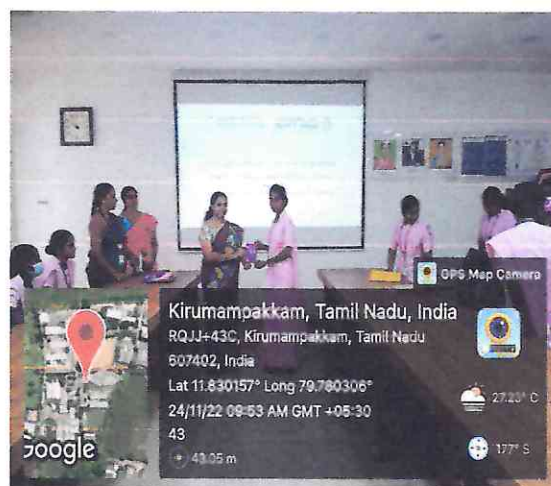 GPS Map Camera
Kirumampakkam, Tamil Nadu, India
RQJJ+43C, Kirumampakkam, Tamil Nadu
607402, India
Lat 11.830157° Long 79.780306°
24/11/22 09:53 AM GMT +05:30
43
43.05 m
27.23° C
177° S
Google